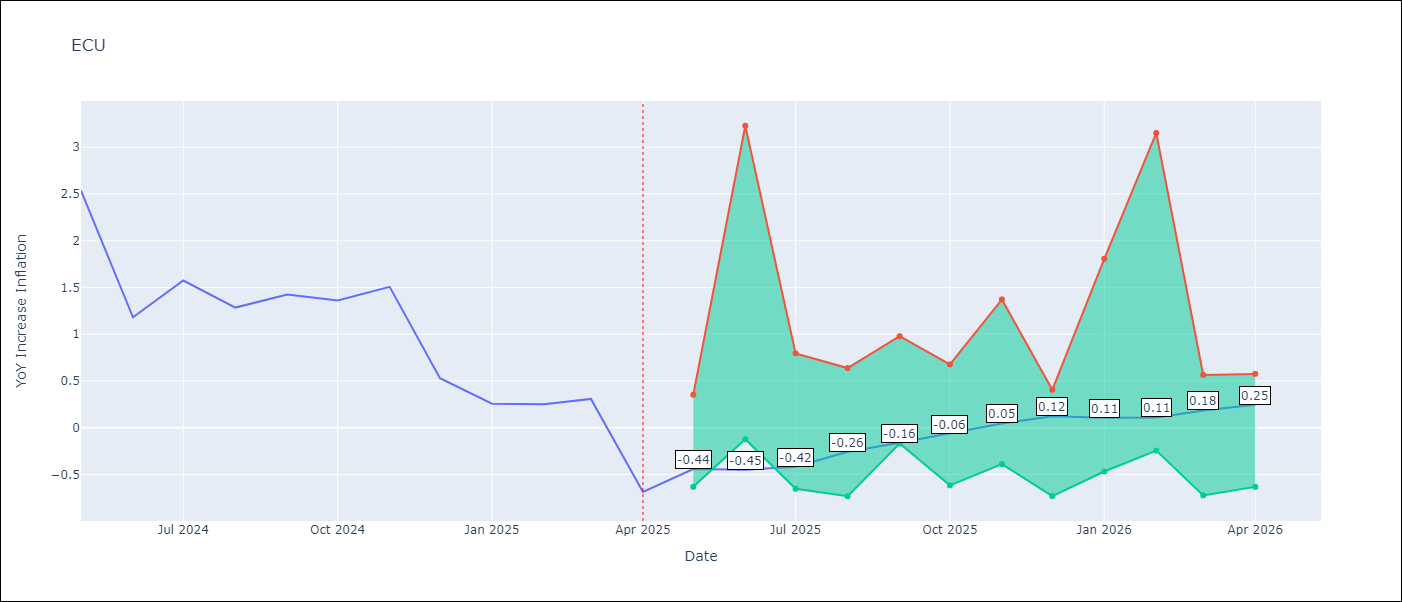 ECU
YoY Increase Inflation
3
2.5
2
1.5
1
0.5
0
−0.5
-0.44
-0.45
-0.42
-0.26
-0.16
-0.06
0.05
0.12
0.11
0.11
0.18
0.25
Jul 2024
Oct 2024
Jan 2025
Apr 2025
Jul 2025
Oct 2025
Jan 2026
Apr 2026
Date